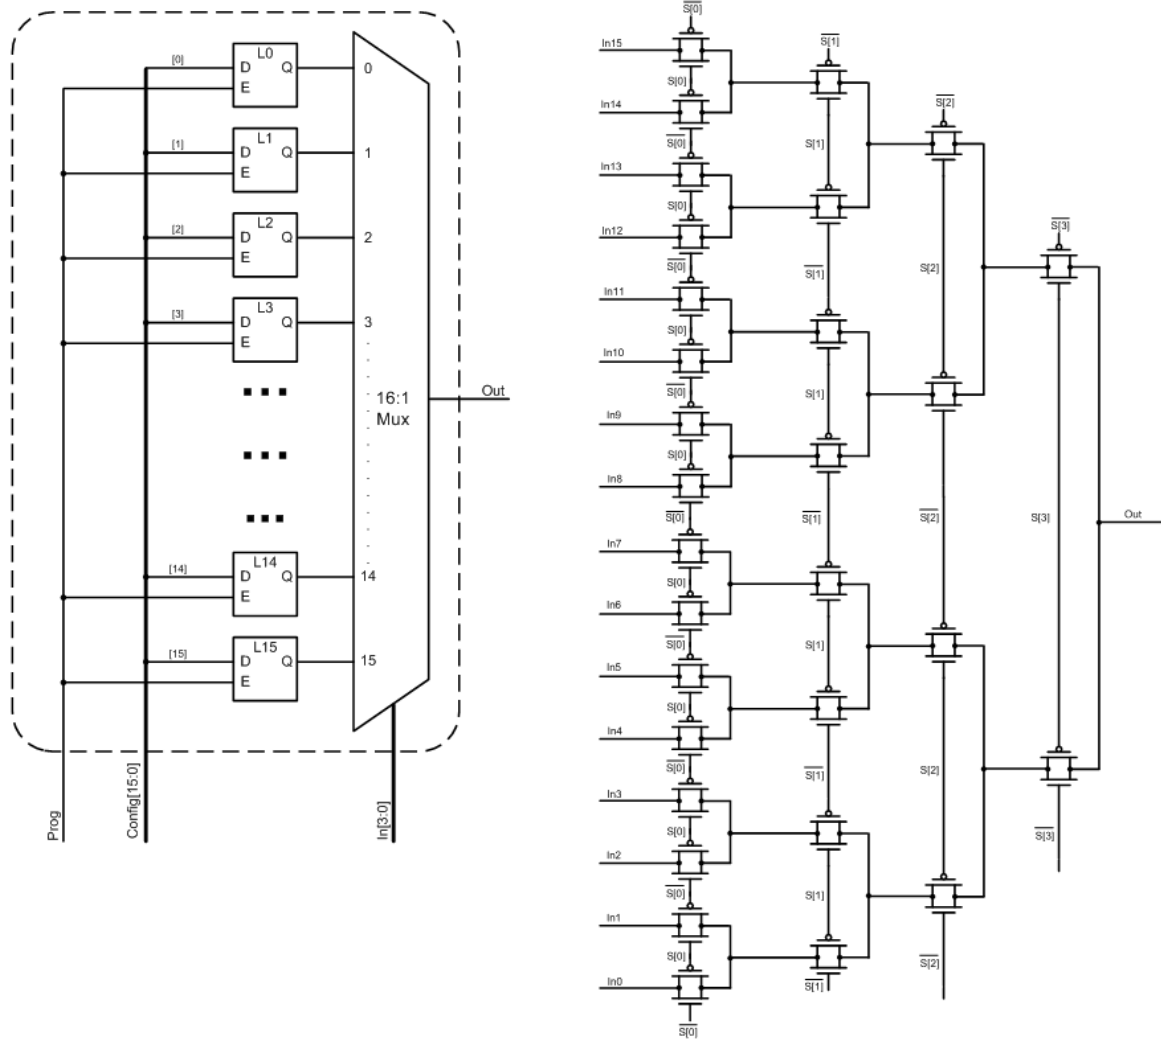 [0]
L0
D Q
E
0
[1]
L1
D Q
E
1
[2]
L2
D Q
E
2
[3]
L3
D Q
E
3
16:1
Mux
Out
[14]
L14
D Q
E
14
[15]
L15
D Q
E
15
Prog
Config[15:0]
In[3:0]
S[0]
In15
S[0]
In14
S[0]
In13
S[0]
In12
S[0]
In11
S[0]
In10
S[0]
In9
S[0]
In8
S[0]
In7
S[0]
In6
S[0]
In5
S[0]
In4
S[0]
In3
S[0]
In2
S[0]
In1
S[0]
In0
S[0]
S[1]
S[1]
S[1]
S[1]
S[1]
S[1]
S[1]
S[1]
S[1]
S[2]
S[2]
S[2]
S[2]
S[2]
S[3]
S[3]
S[3]
Out